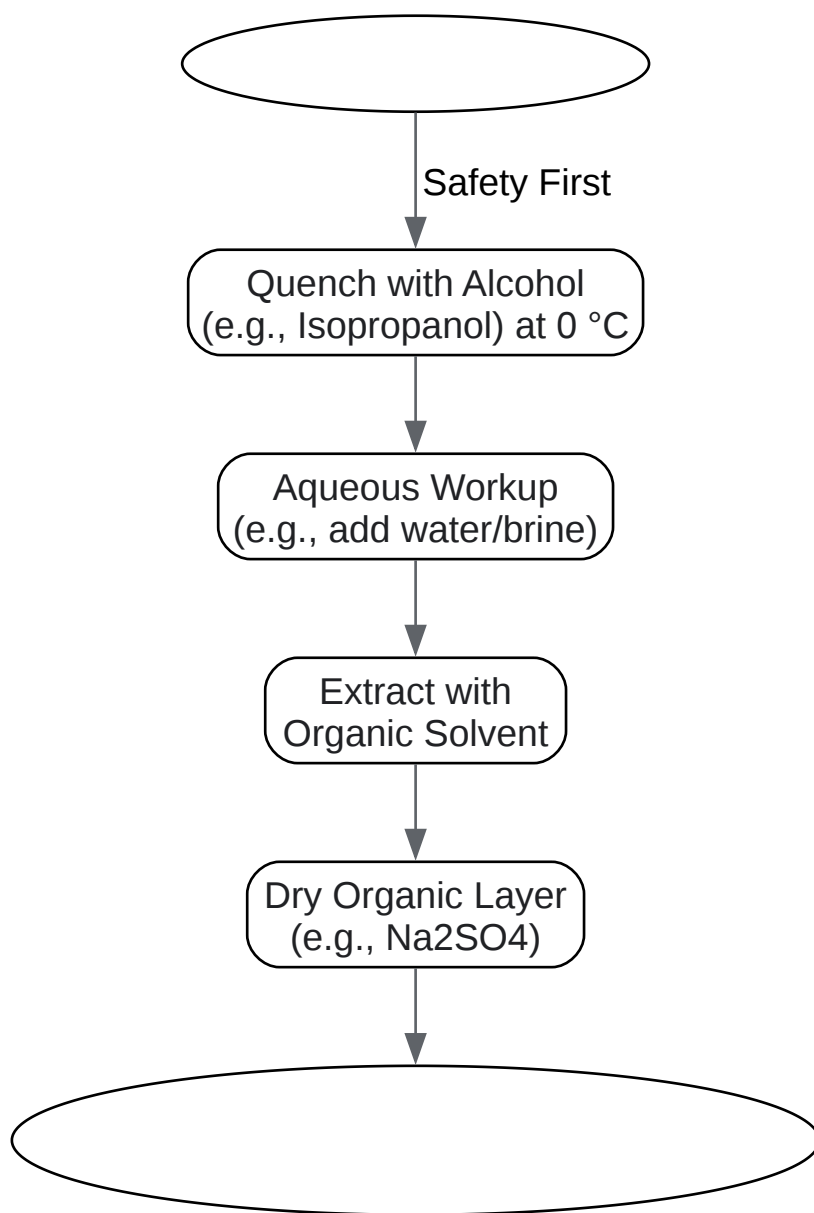 Safety First
Quench with Alcohol
(e.g., Isopropanol) at 0 °C
Aqueous Workup
(e.g., add water/brine)
Extract with
Organic Solvent
Dry Organic Layer
(e.g., Na2SO4)